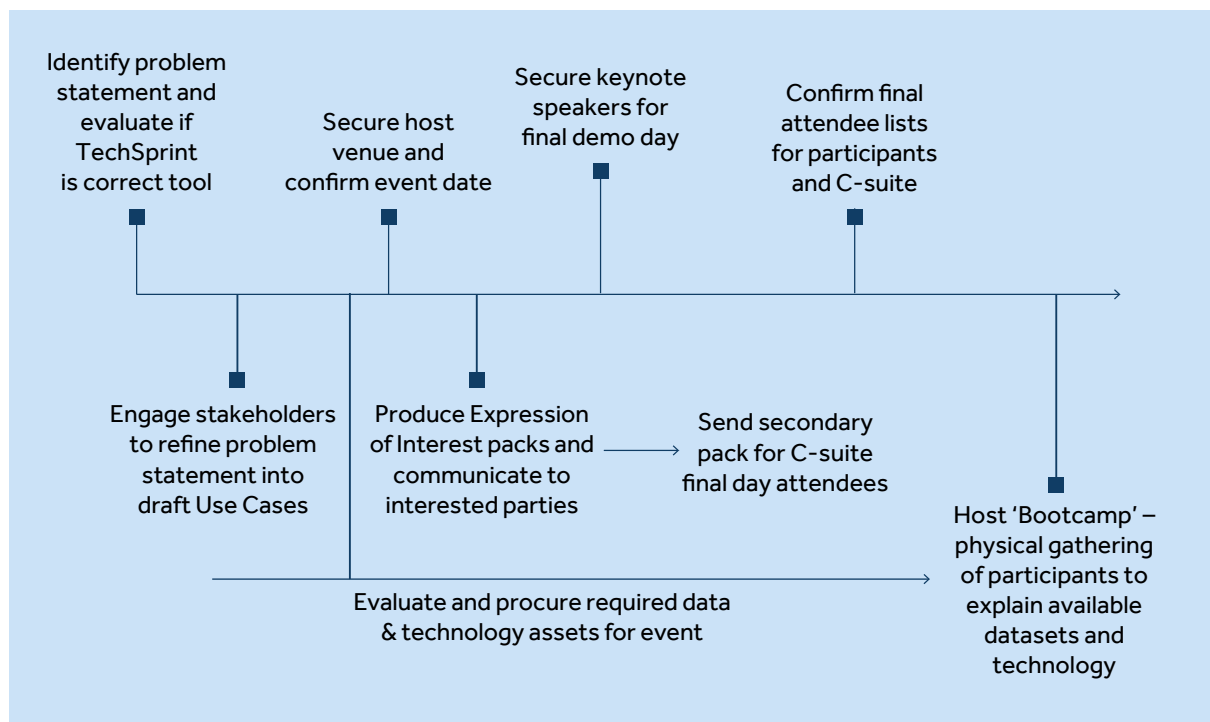 Identify problem
statement and
evaluate if
TechSprint
is correct tool
Secure host
venue and
confirm event date
Secure keynote
speakers for
final demo day
Confirm final
attendee lists
for participants
and C-suite
Engage stakeholders
to refine problem
statement into
draft Use Cases
Produce Expression
of Interest packs and
communicate to
interested parties
Send secondary
pack for C-suite
final day attendees
Host ‘Bootcamp’ –
physical gathering
of participants to
explain available
datasets and
technology
Evaluate and procure required data
& technology assets for event